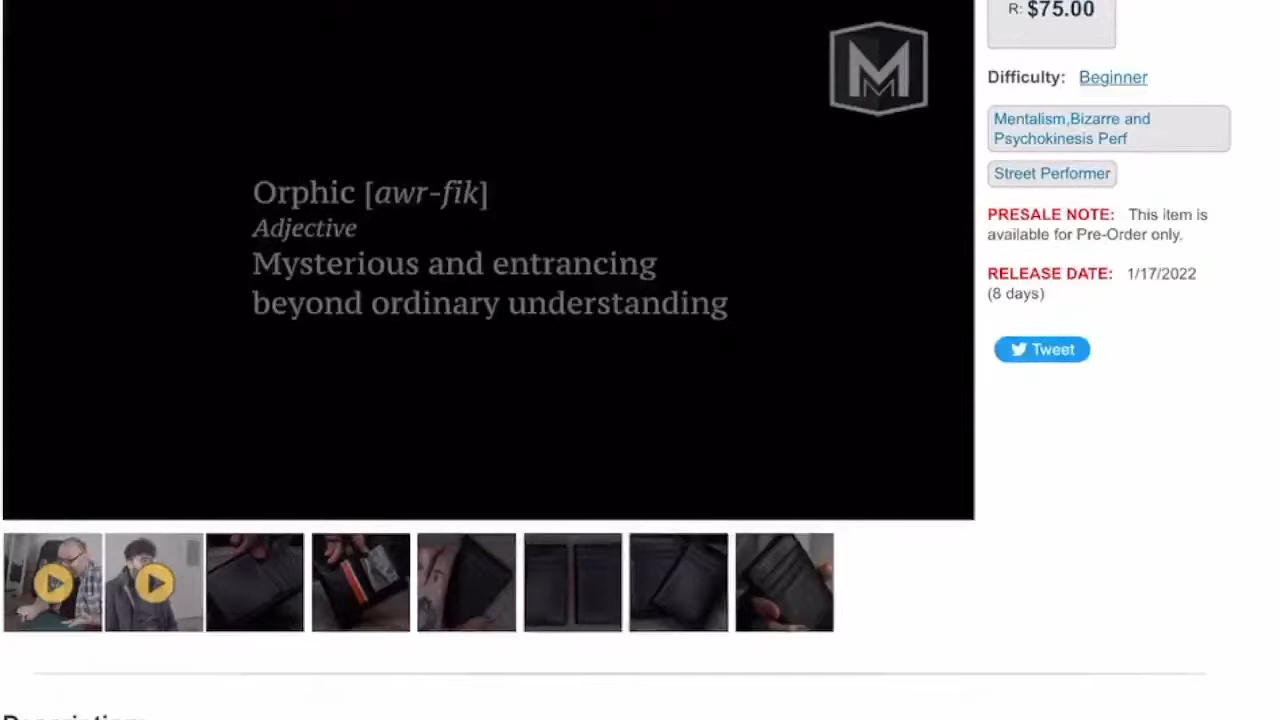 R: $75.00
Difficulty: Beginner
Mentalism,Bizarre and
Psychokinesis Perf
Street Performer
PRESALE NOTE: This item is
available for Pre-Order only.
RELEASE DATE: 1/17/2022
(8 days)
Tweet
M
Orphic [awr-fik]
Adjective
Mysterious and entrancing
beyond ordinary understanding